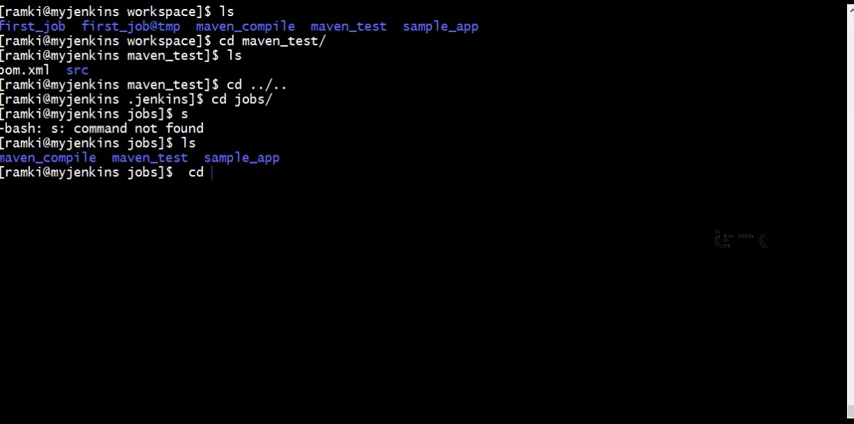 [ramki@myjenkins workspace]$ ls
first_job  first_job@tmp  maven_compile  maven_test  sample_app
[ramki@myjenkins workspace]$ cd maven_test/
[ramki@myjenkins maven_test]$ ls
pom.xml  src
[ramki@myjenkins maven_test]$ cd ../..
[ramki@myjenkins .jenkins]$ cd jobs/
[ramki@myjenkins jobs]$ s
-bash: s: command not found
[ramki@myjenkins jobs]$ ls
maven_compile  maven_test  sample_app
[ramki@myjenkins jobs]$  cd